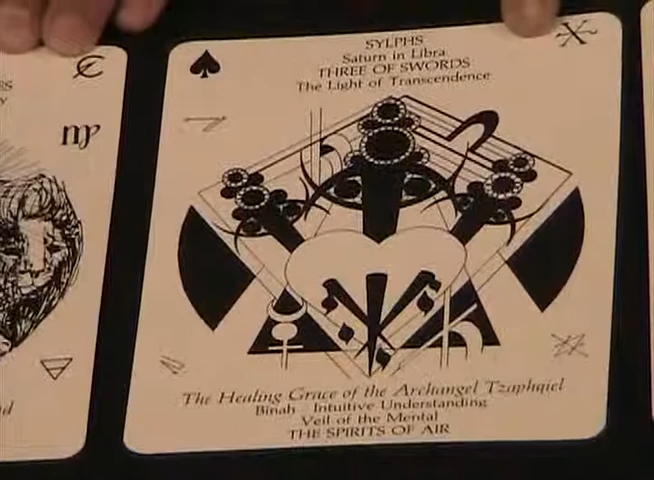 SYLPHS
Saturn in Libra
THREE OF SWORDS
The Light of Transcendence
The Healing Grace of the Archangel Tzaphqiel
Binah - Intuitive Understanding
Veil of the Mental
THE SPIRITS OF AIR